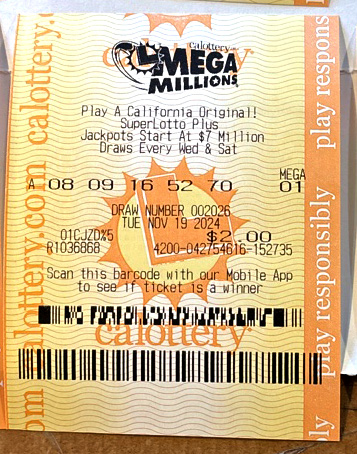 calottery
MEGA
MILLIONS
Play A California Original!
SuperLotto Plus
Jackpots Start At $7 Million
Draws Every Wed & Sat
MEGA
A 08 09 16 52 70 01
DRAW NUMBER 002026
TUE NOV 19 2024
01CJZD%5 $2.00
R1036868 4200-042754616-152735
Scan this barcode with our Mobile App
to see if ticket is a winner
calottery
calottery.com calottery.com
play responsibly play respons